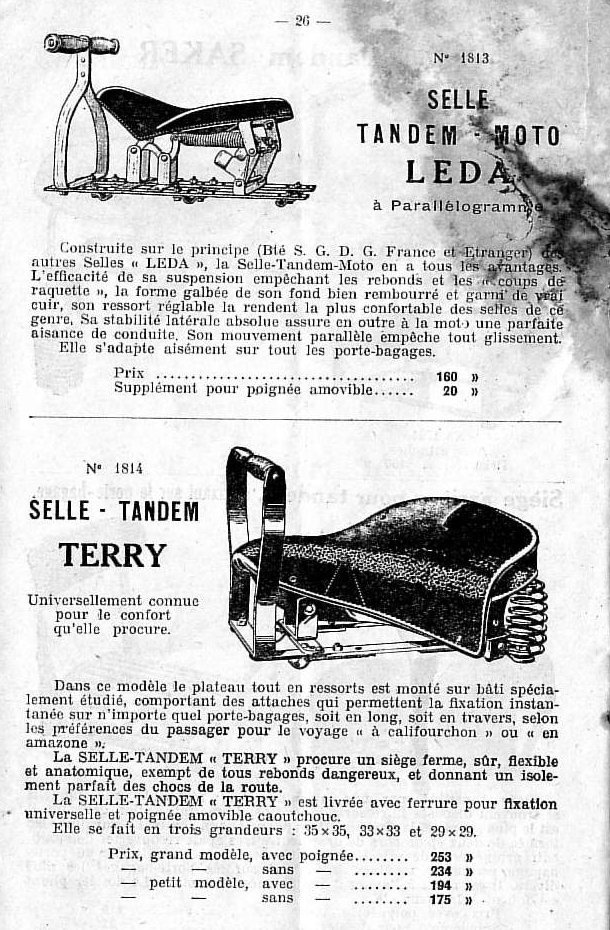 — 26 —
N° 1813
SELLE
TANDEM - MOTO
LEDA
à Parallélogramme
Construite sur le principe (Bté S. G. D. G. France et Etranger) des
autres Selles « LEDA », la Selle-Tandem-Moto en a tous les avantages.
L'efficacité de sa suspension empêchant les rebonds et les « coups de
raquette », la forme galbée de son fond bien rembourré et garni de vrai
cuir, son ressort réglable la rendent la plus confortable des selles de ce
genre. Sa stabilité latérale absolue assure en outre à la moto une parfaite
aisance de conduite. Son mouvement parallèle empêche tout glissement.
Elle s'adapte aisément sur tout les porte-bagages.
Prix ..................................... 160 »
Supplément pour poignée amovible...... 20 »
N° 1814
SELLE - TANDEM
TERRY
Universellement connue
pour le confort
qu'elle procure.
Dans ce modèle le plateau tout en ressorts est monté sur bâti spécia-
lement étudié, comportant des attaches qui permettent la fixation instan-
tanée sur n'importe quel porte-bagages, soit en long, soit en travers, selon
les préférences du passager pour le voyage « à califourchon » ou « en
amazone ».
La SELLE-TANDEM « TERRY » procure un siège ferme, sûr, flexible
et anatomique, exempt de tous rebonds dangereux, et donnant un isole-
ment parfait des chocs de la route.
La SELLE-TANDEM « TERRY » est livrée avec ferrure pour fixation
universelle et poignée amovible caoutchouc.
Elle se fait en trois grandeurs : 35×35, 33×33 et 29×29.
Prix, grand modèle, avec poignée........ 253 »
— — sans — ........ 234 »
— petit modèle, avec — ........ 194 »
— — sans — ........ 175 »